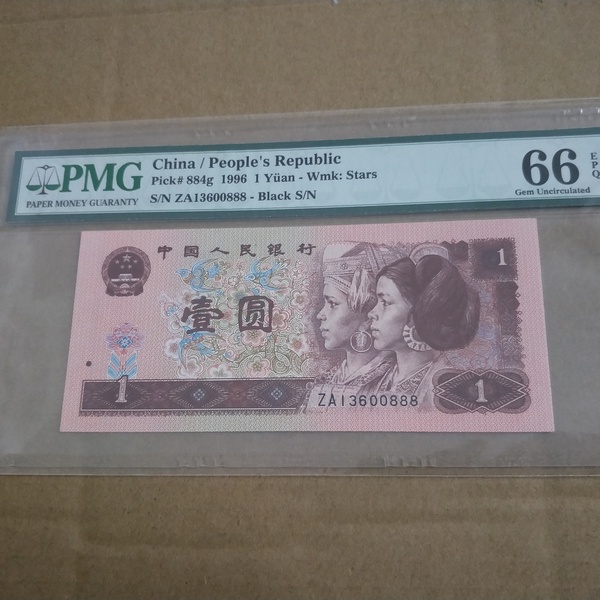 PMG
PAPER MONEY GUARANTY
China / People's Republic
Pick# 884g 1996 1 Yüan - Wmk: Stars
S/N ZA13600888 - Black S/N
66 EPQ
Gem Uncirculated
中国人民银行
1
壹圆
1
ZA13600888
1